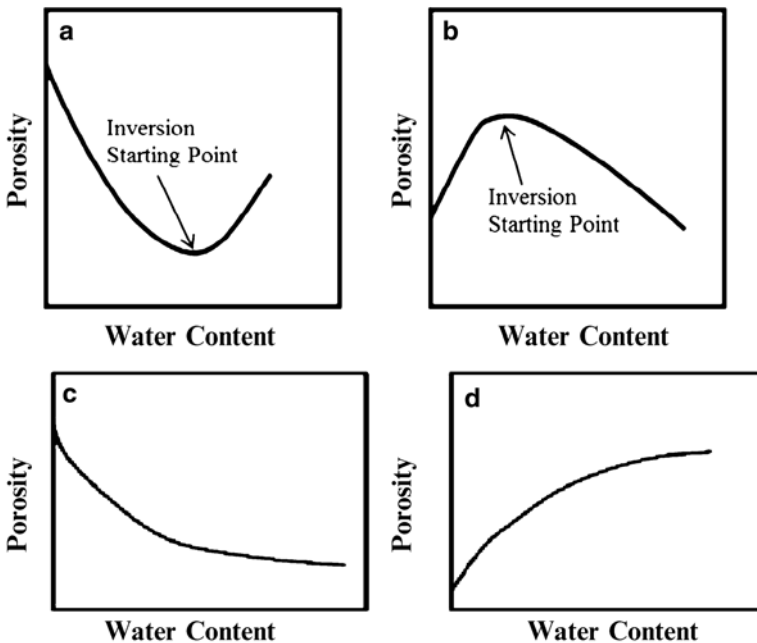 a
Porosity
Inversion
Starting Point
Water Content
b
Porosity
Inversion
Starting Point
Water Content
c
Porosity
Water Content
d
Porosity
Water Content